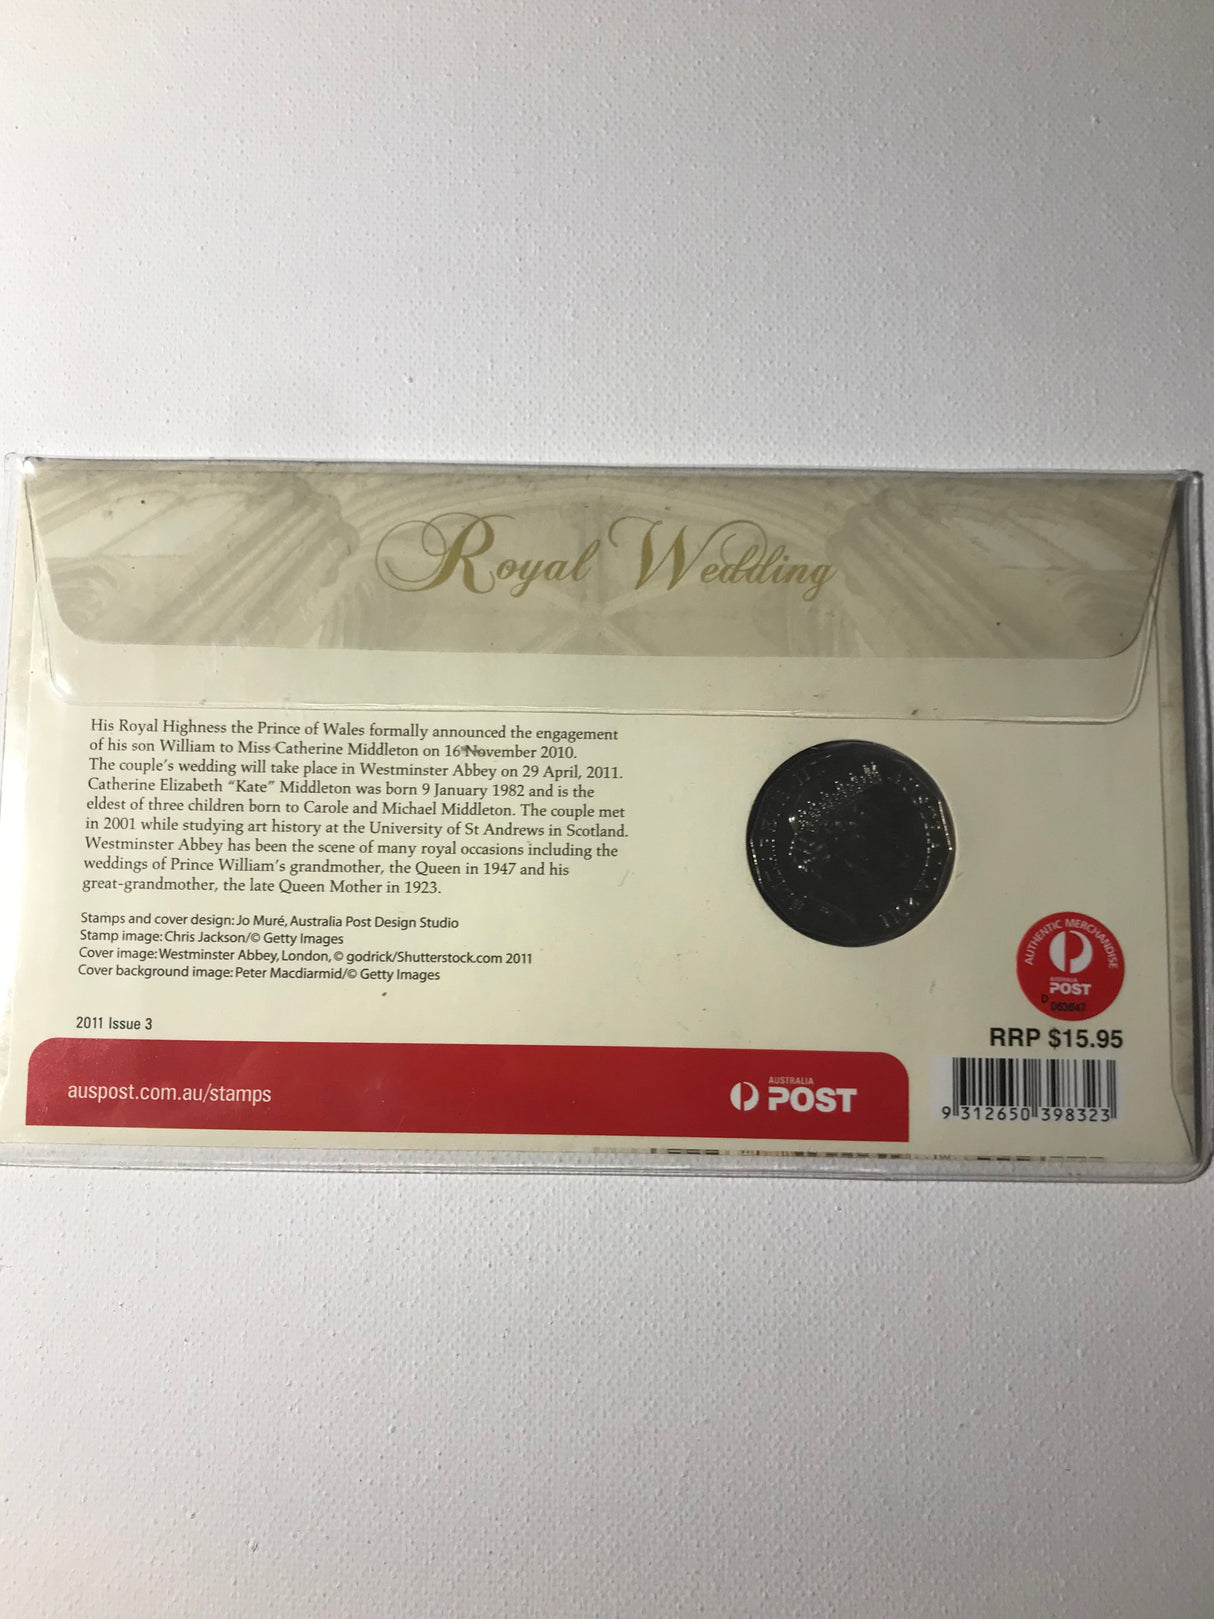 Royal Wedding
His Royal Highness the Prince of Wales formally announced the engagement
of his son William to Miss Catherine Middleton on 16 November 2010.
The couple's wedding will take place in Westminster Abbey on 29 April, 2011.
Catherine Elizabeth “Kate” Middleton was born 9 January 1982 and is the
eldest of three children born to Carole and Michael Middleton. The couple met
in 2001 while studying art history at the University of St Andrews in Scotland.
Westminster Abbey has been the scene of many royal occasions including the
weddings of Prince William's grandmother, the Queen in 1947 and his
great-grandmother, the late Queen Mother in 1923.
Stamps and cover design: Jo Muré, Australia Post Design Studio
Stamp image: Chris Jackson/© Getty Images
Cover image: Westminster Abbey, London, © godrick/Shutterstock.com 2011
Cover background image: Peter Macdiarmid/© Getty Images
2011 Issue 3
auspost.com.au/stamps
AUSTRALIA
POST
ELIZABETH II
AUSTRALIA 2011
AUTHENTIC MERCHANDISE
AUSTRALIA
POST
D
063647
RRP $15.95
9 312650 398323